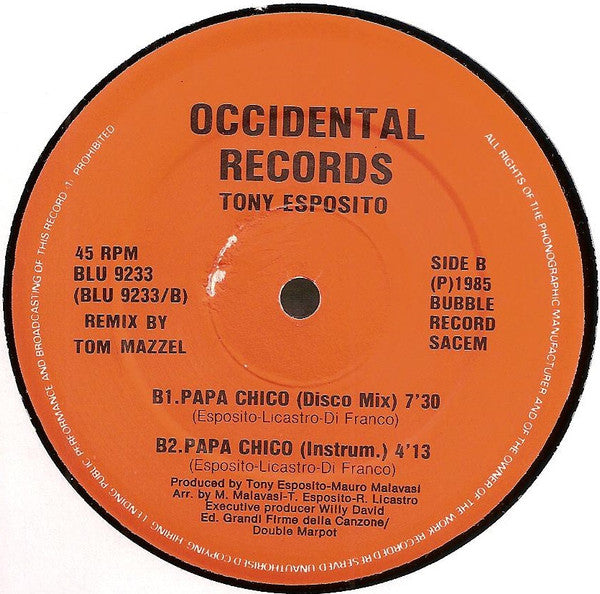 OCCIDENTAL
RECORDS
TONY ESPOSITO
45 RPM
BLU 9233
(BLU 9233/B)
REMIX BY
TOM MAZZEL
SIDE B
(P)1985
BUBBLE
RECORD
SACEM
B1.PAPA CHICO (Disco Mix) 7'30
(Esposito-Licastro-Di Franco)
B2.PAPA CHICO (Instrum.) 4'13
(Esposito-Licastro-Di Franco)
Produced by Tony Esposito-Mauro Malavasi
Arr. by M. Malavasi-T. Esposito-R. Licastro
Executive producer Willy David
Ed. Grandi Firme della Canzone/
Double Marpot
ALL RIGHTS OF THE PHONOGRAPHIC MANUFACTURER AND OF THE OWNER OF THE WORK RECORDED RESERVED UNAUTHORISED COPYING HIRING LENDING PUBLIC PERFORMANCE AND BROADCASTING OF THIS RECORD PROHIBITED